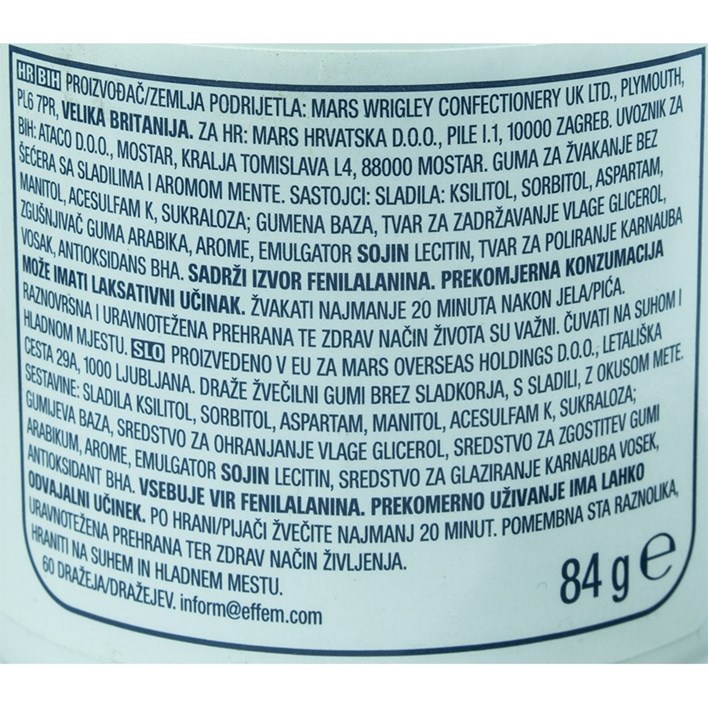 HR BIH PROIZVOĐAČ/ZEMLJA PODRIJETLA: MARS WRIGLEY CONFECTIONERY UK LTD., PLYMOUTH,
PL6 7PR, VELIKA BRITANIJA. ZA HR: MARS HRVATSKA D.O.O., PILE I.1, 10000 ZAGREB. UVOZNIK ZA
BIH: ATACO D.O.O., MOSTAR, KRALJA TOMISLAVA L4, 88000 MOSTAR. GUMA ZA ŽVAKANJE BEZ
ŠEĆERA SA SLADILIMA I AROMOM MENTE. SASTOJCI: SLADILA: KSILITOL, SORBITOL, ASPARTAM,
MANITOL, ACESULFAM K, SUKRALOZA; GUMENA BAZA, TVAR ZA ZADRŽAVANJE VLAGE GLICEROL,
ZGUŠNJIVAČ GUMA ARABIKA, AROME, EMULGATOR SOJIN LECITIN, TVAR ZA POLIRANJE KARNAUBA
VOSAK, ANTIOKSIDANS BHA. SADRŽI IZVOR FENILALANINA. PREKOMJERNA KONZUMACIJA
MOŽE IMATI LAKSATIVNI UČINAK. ŽVAKATI NAJMANJE 20 MINUTA NAKON JELA/PIĆA.
RAZNOVRSNA I URAVNOTEŽENA PREHRANA TE ZDRAV NAČIN ŽIVOTA SU VAŽNI. ČUVATI NA SUHOM I
HLADNOM MJESTU. SLO PROIZVEDENO V EU ZA MARS OVERSEAS HOLDINGS D.O.O., LETALIŠKA
CESTA 29A, 1000 LJUBLJANA. DRAŽE ŽVEČILNI GUMI BREZ SLADKORJA, S SLADILI, Z OKUSOM METE.
SESTAVINE: SLADILA KSILITOL, SORBITOL, ASPARTAM, MANITOL, ACESULFAM K, SUKRALOZA;
GUMIJEVA BAZA, SREDSTVO ZA OHRANJANJE VLAGE GLICEROL, SREDSTVO ZA ZGOSTITEV GUMI
ARABIKUM, AROME, EMULGATOR SOJIN LECITIN, SREDSTVO ZA GLAZIRANJE KARNAUBA VOSEK,
ANTIOKSIDANT BHA. VSEBUJE VIR FENILALANINA. PREKOMERNO UŽIVANJE IMA LAHKO
ODVAJALNI UČINEK. PO HRANI/PIJAČI ŽVEČITE NAJMANJ 20 MINUT. POMEMBNA STA RAZNOLIKA,
URAVNOTEŽENA PREHRANA TER ZDRAV NAČIN ŽIVLJENJA.
HRANITI NA SUHEM IN HLADNEM MESTU.
60 DRAŽEJA/DRAŽEJEV. inform@effem.com
84 g e